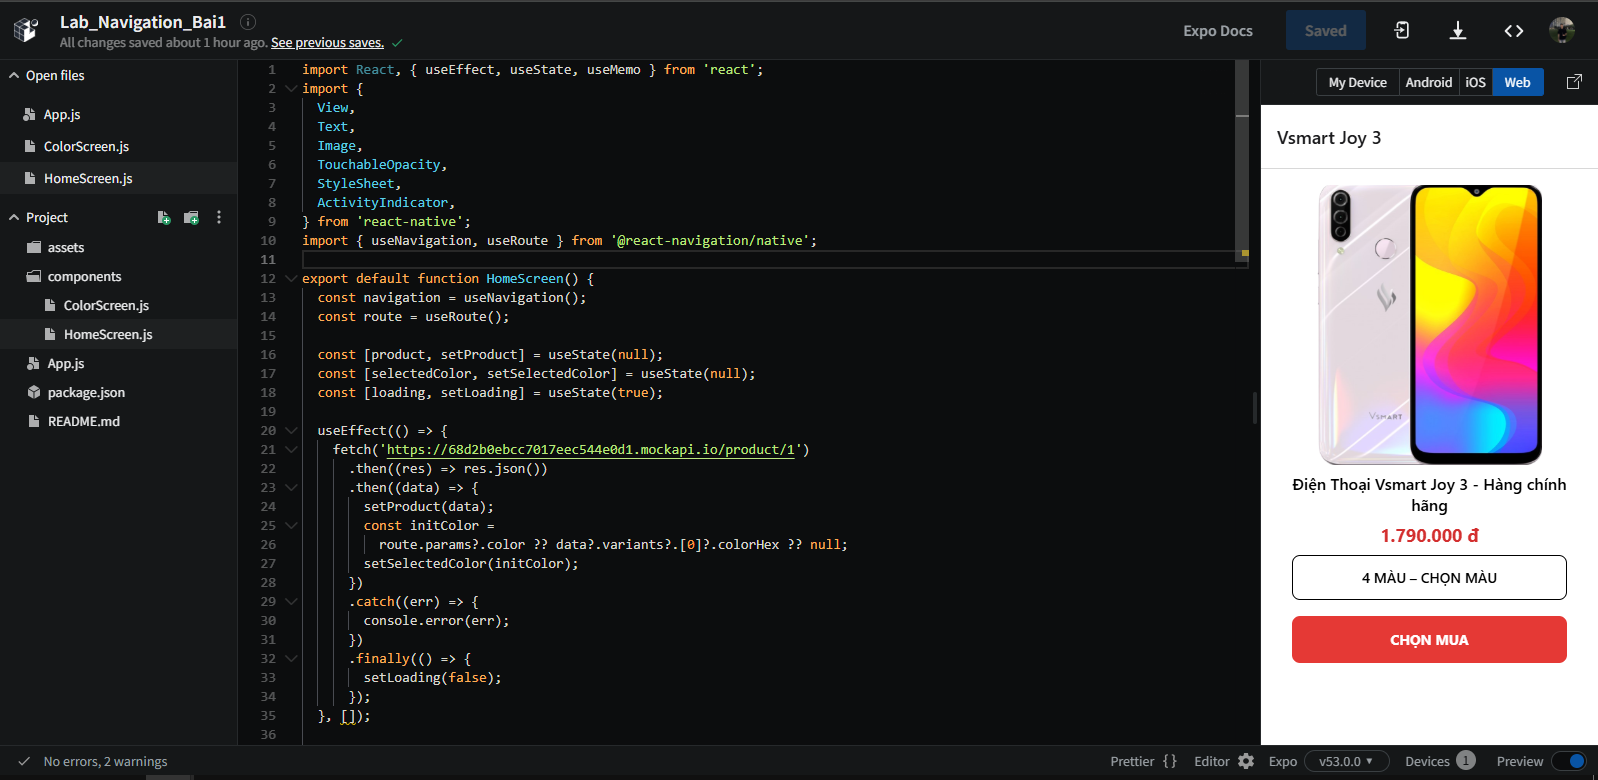 Lab_Navigation_Bai1
All changes saved about 1 hour ago. See previous saves.
Expo Docs
Saved
Open files
App.js
ColorScreen.js
HomeScreen.js
Project
assets
components
ColorScreen.js
HomeScreen.js
App.js
package.json
README.md
1 import React, { useEffect, useState, useMemo } from 'react';
2 import {
3 View,
4 Text,
5 Image,
6 TouchableOpacity,
7 StyleSheet,
8 ActivityIndicator,
9 } from 'react-native';
10 import { useNavigation, useRoute } from '@react-navigation/native';
11
12 export default function HomeScreen() {
13 const navigation = useNavigation();
14 const route = useRoute();
15
16 const [product, setProduct] = useState(null);
17 const [selectedColor, setSelectedColor] = useState(null);
18 const [loading, setLoading] = useState(true);
19
20 useEffect(() => {
21 fetch('https://68d2b0ebcc7017eec544e0d1.mockapi.io/product/1')
22 .then((res) => res.json())
23 .then((data) => {
24 setProduct(data);
25 const initColor =
26 route.params?.color ?? data?.variants?.[0]?.colorHex ?? null;
27 setSelectedColor(initColor);
28 })
29 .catch((err) => {
30 console.error(err);
31 })
32 .finally(() => {
33 setLoading(false);
34 });
35 }, []);
36
My Device
Android
iOS
Web
Vsmart Joy 3
VSMART
Điện Thoại Vsmart Joy 3 - Hàng chính
hãng
1.790.000 đ
4 MÀU – CHỌN MÀU
CHỌN MUA
No errors, 2 warnings
Prettier {}
Editor
Expo
v53.0.0
Devices 1
Preview